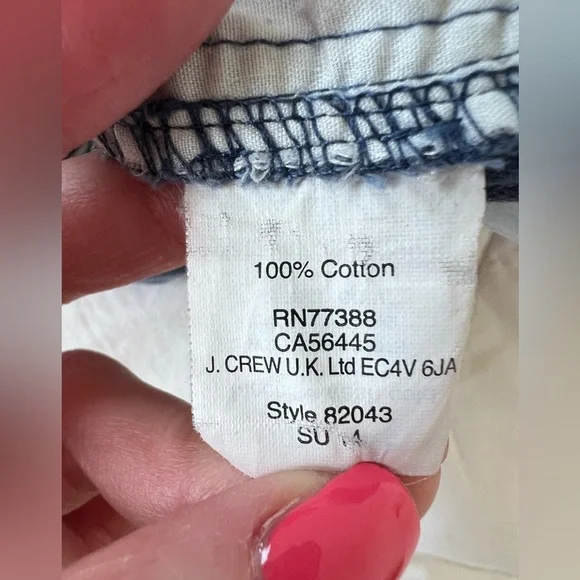 100% Cotton
RN77388
CA56445
J. CREW U.K. Ltd EC4V 6JA
Style 82043
SU